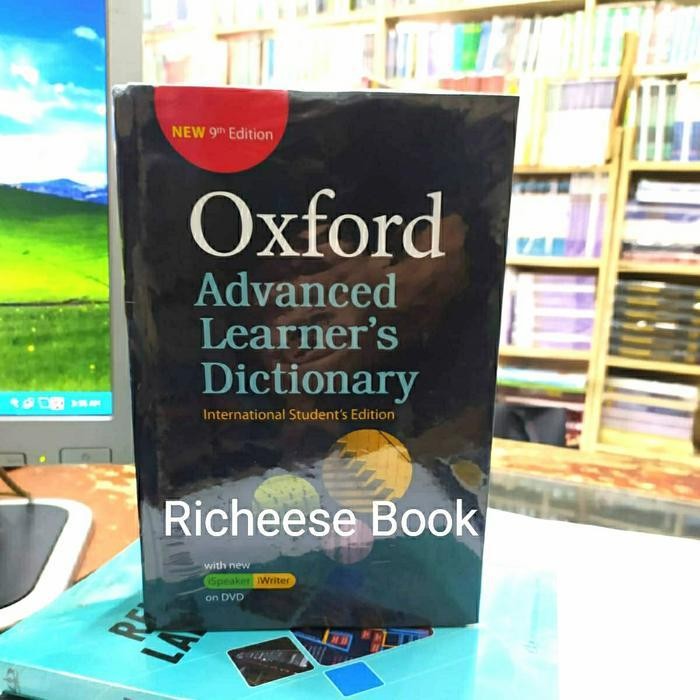 NEW 9th Edition
Oxford
Advanced
Learner's
Dictionary
International Student's Edition
Richeese Book
with new
iSpeaker iWriter
on DVD